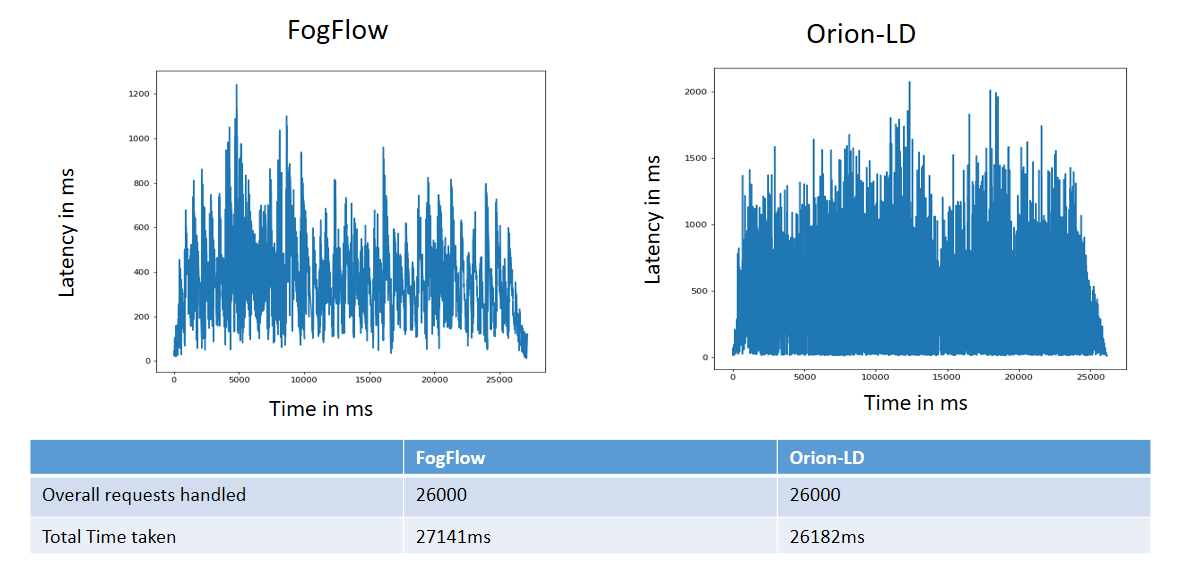 FogFlow
Orion-LD
Latency in ms
1200
1000
800
600
400
200
0
0 5000 10000 15000 20000 25000
Time in ms
Latency in ms
2000
1500
1000
500
0
0 5000 10000 15000 20000 25000
Time in ms
FogFlow Orion-LD
Overall requests handled 26000 26000
Total Time taken 27141ms 26182ms